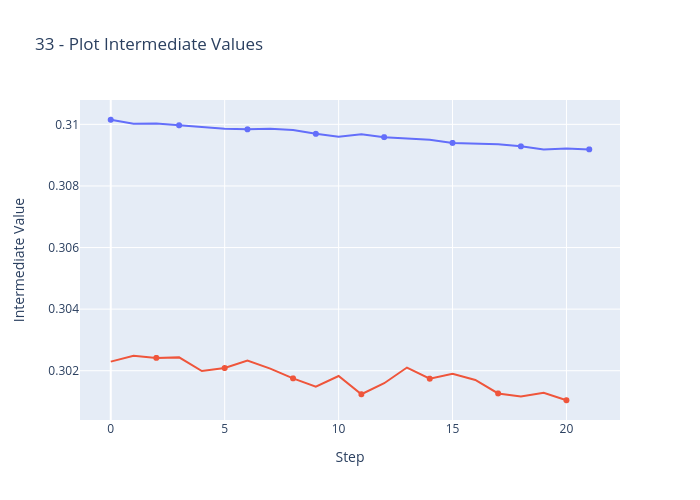 33 - Plot Intermediate Values
0.31
0.308
0.306
0.304
0.302
Intermediate Value
0 5 10 15 20
Step